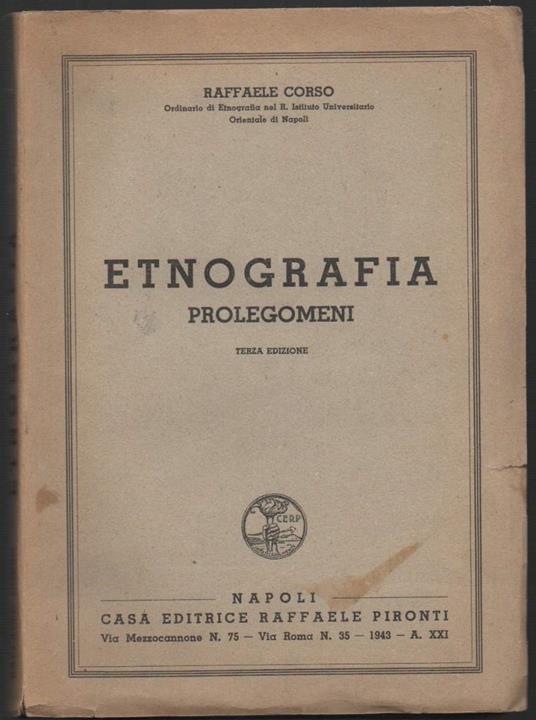 RAFFAELE CORSO
Ordinario di Etnografia nel R. Istituto Universitario
Orientale di Napoli
ETNOGRAFIA
PROLEGOMENI
TERZA EDIZIONE
C.E.R.P.
NAPOLI
CASA EDITRICE RAFFAELE PIRONTI
Via Mezzocannone N. 75 — Via Roma N. 35 — 1943 — A. XXI